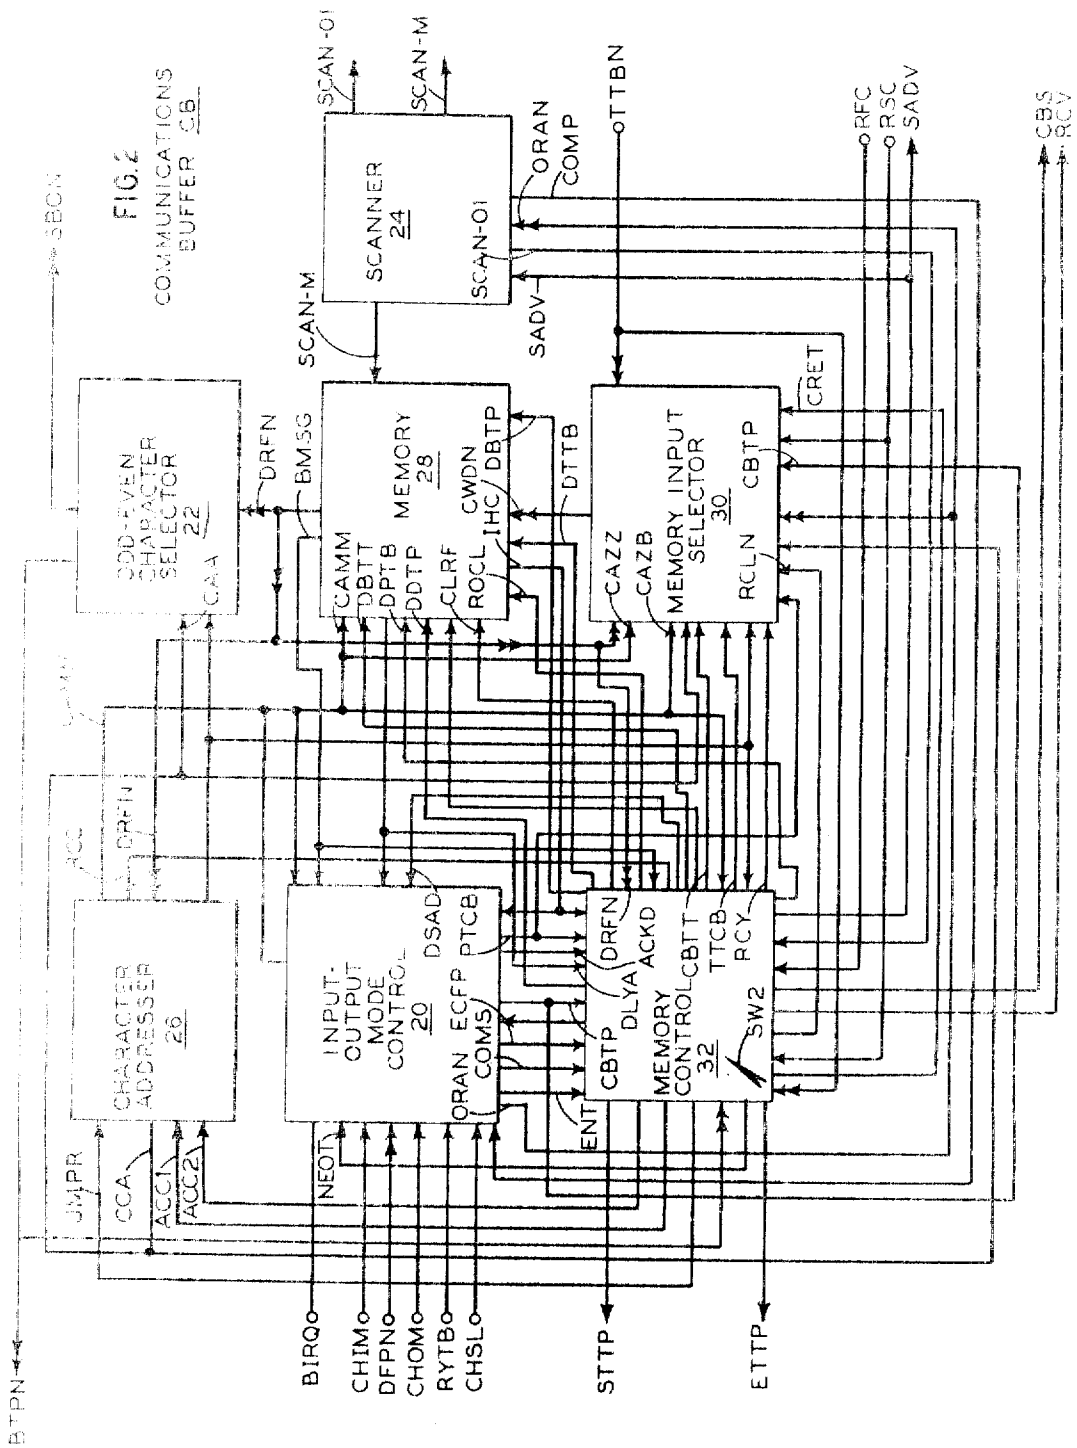 FIG.2
COMMUNICATIONS
BUFFER CB
BTPN
SBCN
CHARACTER
ADDRESSER
26
JMPR
CCA
ACC1
ACC2
RCC
DRFN
ODD-EVEN
CHARACTER
SELECTOR
22
CAA
DRFN
BMSG
INPUT-
OUTPUT
MODE
CONTROL
20
NEOT
DSAD
PTCB
ECFP
COMS
ORAN
ENT
BIRQ
CHIM
DFPN
CHOM
RYTB
CHSL
MEMORY
28
CAMM
DBTT
DPTB
DDTP
CLRF
ROCL
IHC
DBTP
CWDN
DTTB
SCANNER
24
SCAN-M
SCAN-01
SCAN-M
SCAN-01
SADV
ORAN
COMP
TTBN
MEMORY INPUT
SELECTOR
30
CAZZ
CAZB
RCLN
CBTP
CRET
MEMORY
CONTROL
32
CBTP
DLYA
DRFN
ACKD
CBTT
TTCB
RCY
SW2
STTP
ETTP
RFC
RSC
SADV
CBS
RCV